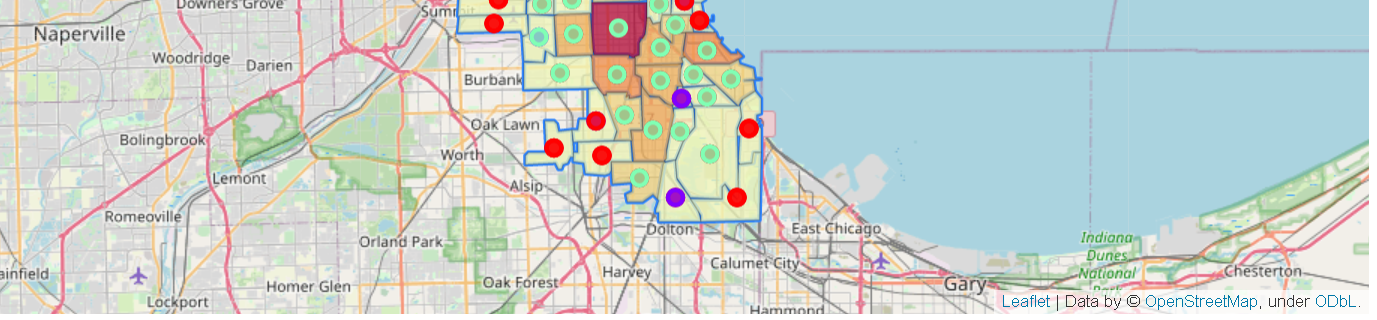 Downers Grove
Summit
Naperville
Woodridge
Darien
Burbank
Oak Lawn
Bolingbrook
Worth
Lemont
Alsip
Romeoville
Orland Park
Dolton
East Chicago
Indiana
Dunes
National
Calumet City
Harvey
Chesterton
ainfield
Homer Glen
Oak Forest
Gary
Lockport
Hammond
Leaflet | Data by © OpenStreetMap, under ODbL.